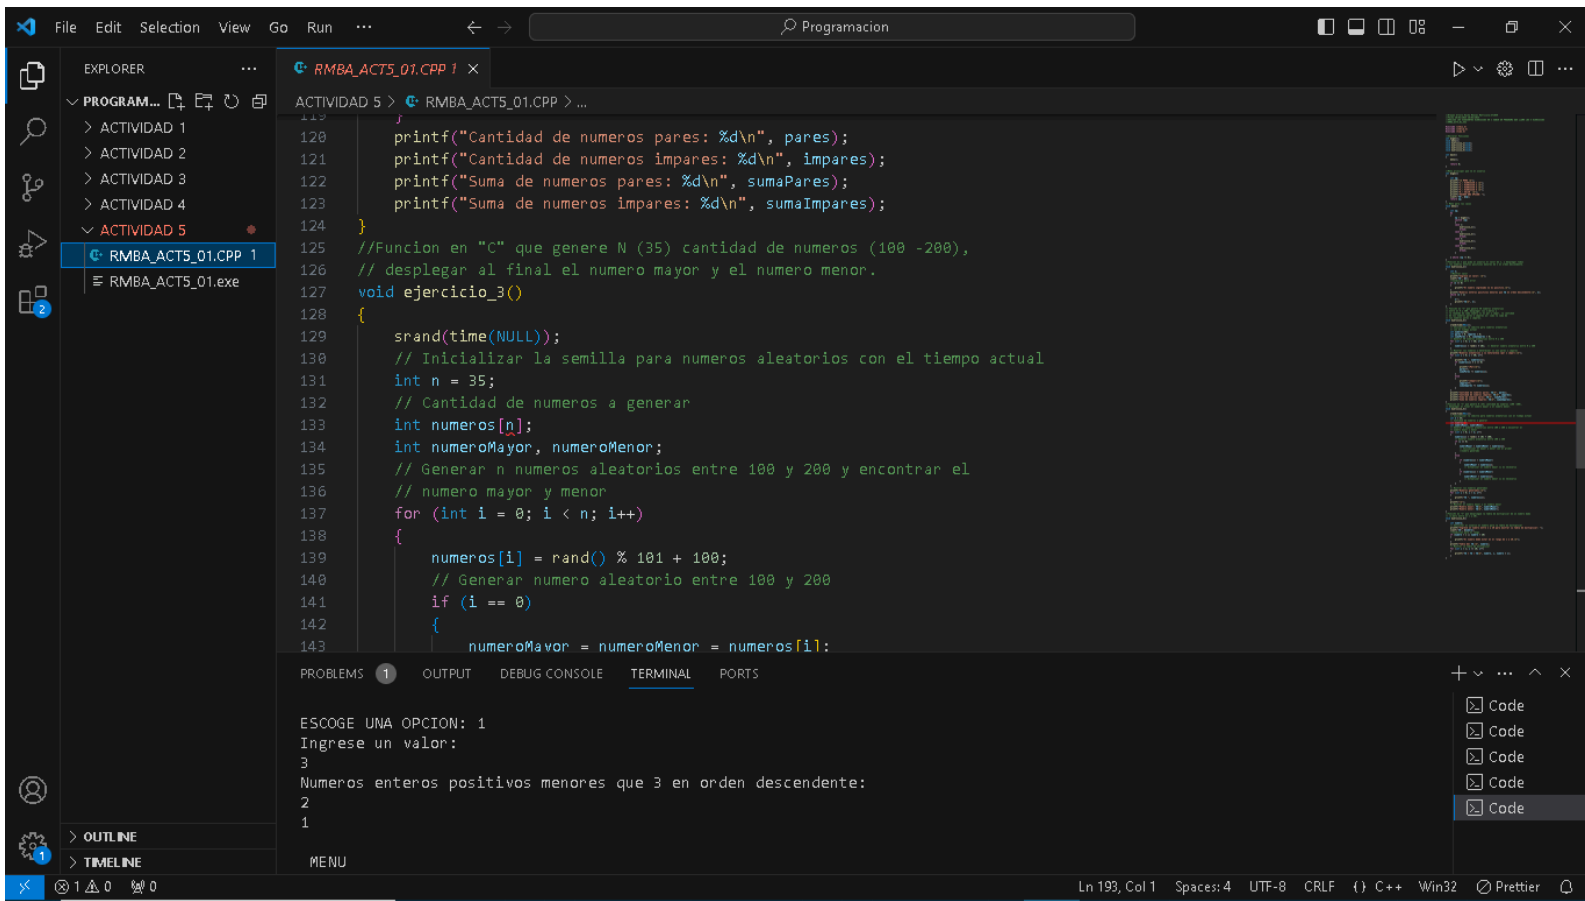 File Edit Selection View Go Run ··· Programacion
EXPLORER ···
PROGRAM...
ACTIVIDAD 1
ACTIVIDAD 2
ACTIVIDAD 3
ACTIVIDAD 4
ACTIVIDAD 5
RMBA_ACT5_01.CPP 1
RMBA_ACT5_01.exe
OUTLINE
TIMELINE
2
1
RMBA_ACT5_01.CPP 1
ACTIVIDAD 5 > RMBA_ACT5_01.CPP > ...
119 }
120 printf("Cantidad de numeros pares: %d\n", pares);
121 printf("Cantidad de numeros impares: %d\n", impares);
122 printf("Suma de numeros pares: %d\n", sumaPares);
123 printf("Suma de numeros impares: %d\n", sumaImpares);
124 }
125 //Funcion en "C" que genere N (35) cantidad de numeros (100 -200),
126 // desplegar al final el numero mayor y el numero menor.
127 void ejercicio_3()
128 {
129 srand(time(NULL));
130 // Inicializar la semilla para numeros aleatorios con el tiempo actual
131 int n = 35;
132 // Cantidad de numeros a generar
133 int numeros[n];
134 int numeroMayor, numeroMenor;
135 // Generar n numeros aleatorios entre 100 y 200 y encontrar el
136 // numero mayor y menor
137 for (int i = 0; i < n; i++)
138 {
139 numeros[i] = rand() % 101 + 100;
140 // Generar numero aleatorio entre 100 y 200
141 if (i == 0)
142 {
143 numeroMayor = numeroMenor = numeros[i];
PROBLEMS 1 OUTPUT DEBUG CONSOLE TERMINAL PORTS
ESCOGE UNA OPCION: 1
Ingrese un valor:
3
Numeros enteros positivos menores que 3 en orden descendente:
2
1
MENU
Code
Code
Code
Code
Code
1 0 0 Ln 193, Col 1 Spaces: 4 UTF-8 CRLF {} C++ Win32 Prettier